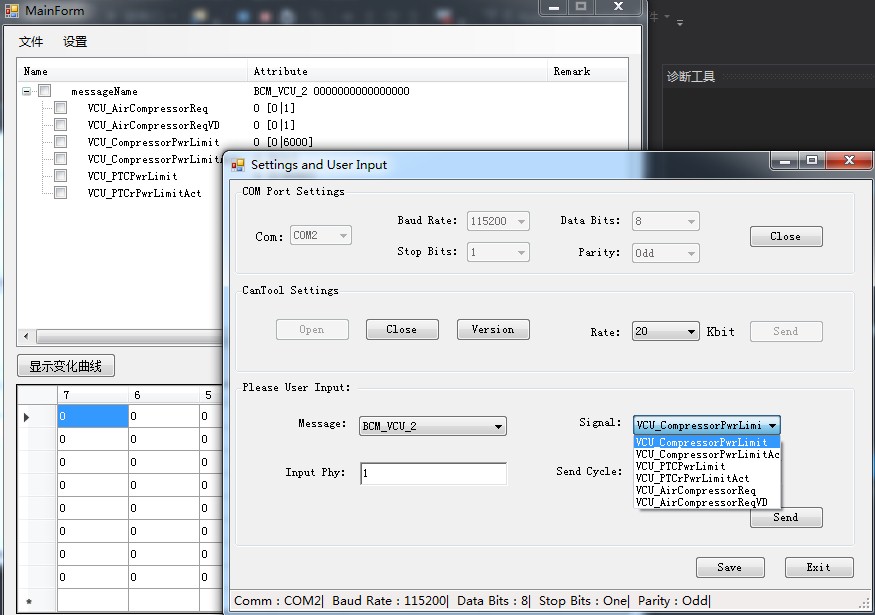 MainForm
文件 设置
诊断工具
Name Attribute Remark
messageName BCM_VCU_2 0000000000000000
VCU_AirCompressorReq 0 [0|1]
VCU_AirCompressorReqVD 0 [0|1]
VCU_CompressorPwrLimit 0 [0|6000]
VCU_CompressorPwrLimit
VCU_PTCPwrLimit
VCU_PTCrPwrLimitAct
显示变化曲线
7 6 5
0 0 0
0 0 0
0 0 0
0 0 0
0 0 0
0 0 0
0 0 0
0 0 0
Settings and User Input
COM Port Settings
Com: COM2 Baud Rate: 115200 Data Bits: 8 Close
Stop Bits: 1 Parity: Odd
CanTool Settings
Open Close Version Rate: 20 Kbit Send
Please User Input:
Message: BCM_VCU_2 Signal: VCU_CompressorPwrLimi
VCU_CompressorPwrLimit
VCU_CompressorPwrLimitAc
VCU_PTCPwrLimit
VCU_PTCrPwrLimitAct
VCU_AirCompressorReq
VCU_AirCompressorReqVD
Input Phy: 1 Send Cycle:
Send
Save Exit
Comm : COM2| Baud Rate : 115200| Data Bits : 8| Stop Bits : One| Parity : Odd|